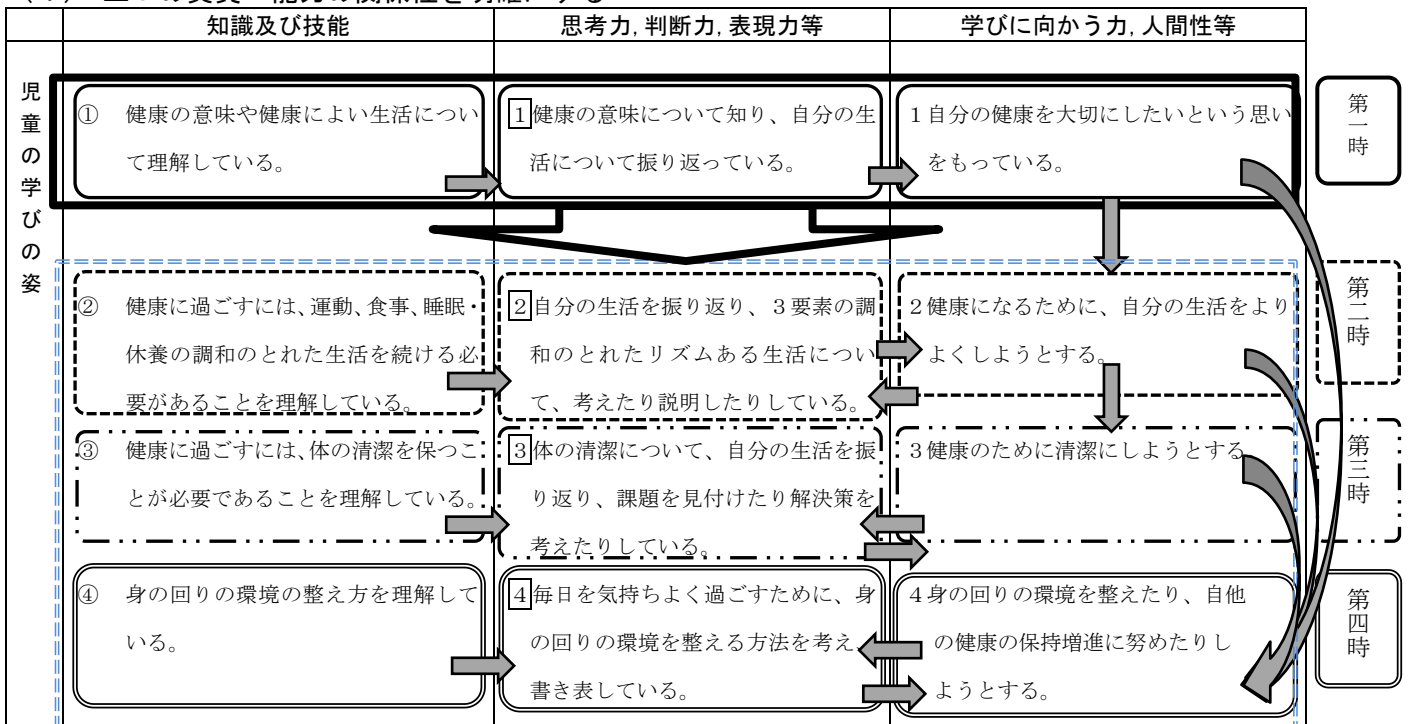 知識及び技能
思考力,判断力,表現力等
学びに向かう力,人間性等
児童の学びの姿
① 健康の意味や健康によい生活につい
て理解している。
1健康の意味について知り、自分の生
活について振り返っている。
1自分の健康を大切にしたいという思い
をもっている。
第一時
② 健康に過ごすには、運動、食事、睡眠・
休養の調和のとれた生活を続ける必
要があることを理解している。
2自分の生活を振り返り、3要素の調
和のとれたリズムある生活につい
て、考えたり説明したりしている。
2健康になるために、自分の生活をより
よくしようとする。
第二時
③ 健康に過ごすには、体の清潔を保つこ
とが必要であることを理解している。
3体の清潔について、自分の生活を振
り返り、課題を見付けたり解決策を
考えたりしている。
3健康のために清潔にしようとする
第三時
④ 身の回りの環境の整え方を理解して
いる。
4毎日を気持ちよく過ごすために、身
の回りの環境を整える方法を考え、
書き表している。
4身の回りの環境を整えたり、自他
の健康の保持増進に努めたりし
ようとする。
第四時